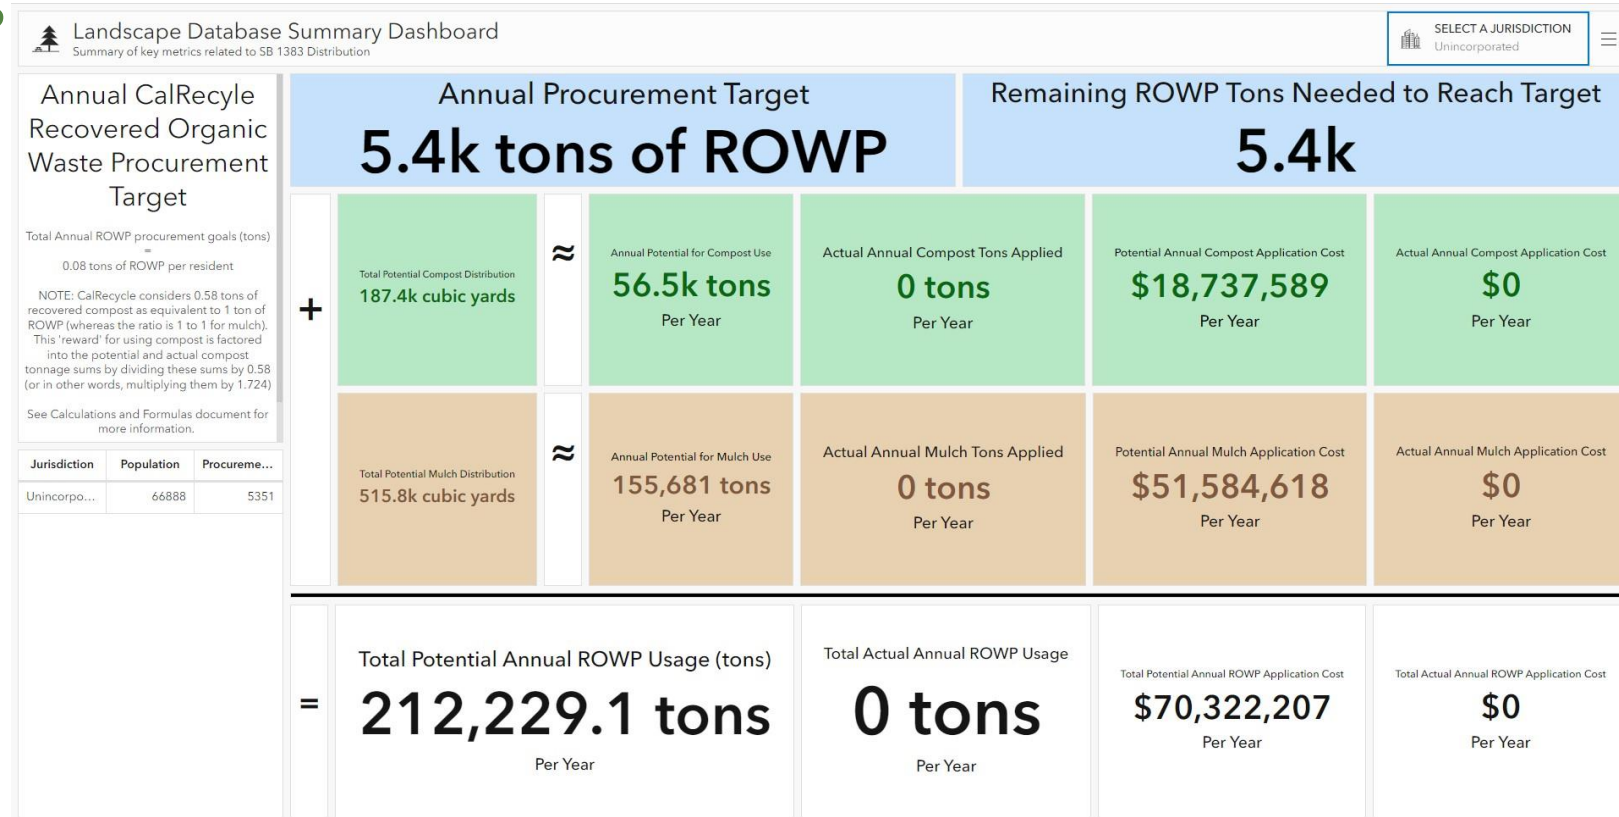 Landscape Database Summary Dashboard
Summary of key metrics related to SB 1383 Distribution
SELECT A JURISDICTION
Unincorporated
Annual CalRecyle
Recovered Organic
Waste Procurement
Target
Total Annual ROWP procurement goals (tons)
=
0.08 tons of ROWP per resident
NOTE: CalRecycle considers 0.58 tons of
recovered compost as equivalent to 1 ton of
ROWP (whereas the ratio is 1 to 1 for mulch).
This 'reward' for using compost is factored
into the potential and actual compost
tonnage sums by dividing these sums by 0.58
(or in other words, multiplying them by 1.724)
See Calculations and Formulas document for
more information.
Jurisdiction Population Procureme...
Unincorpo... 66888 5351
Annual Procurement Target
5.4k tons of ROWP
Remaining ROWP Tons Needed to Reach Target
5.4k
+
Total Potential Compost Distribution
187.4k cubic yards
≈
Annual Potential for Compost Use
56.5k tons
Per Year
Actual Annual Compost Tons Applied
0 tons
Per Year
Potential Annual Compost Application Cost
$18,737,589
Per Year
Actual Annual Compost Application Cost
$0
Per Year
Total Potential Mulch Distribution
515.8k cubic yards
≈
Annual Potential for Mulch Use
155,681 tons
Per Year
Actual Annual Mulch Tons Applied
0 tons
Per Year
Potential Annual Mulch Application Cost
$51,584,618
Per Year
Actual Annual Mulch Application Cost
$0
Per Year
=
Total Potential Annual ROWP Usage (tons)
212,229.1 tons
Per Year
Total Actual Annual ROWP Usage
0 tons
Per Year
Total Potential Annual ROWP Application Cost
$70,322,207
Per Year
Total Actual Annual ROWP Application Cost
$0
Per Year